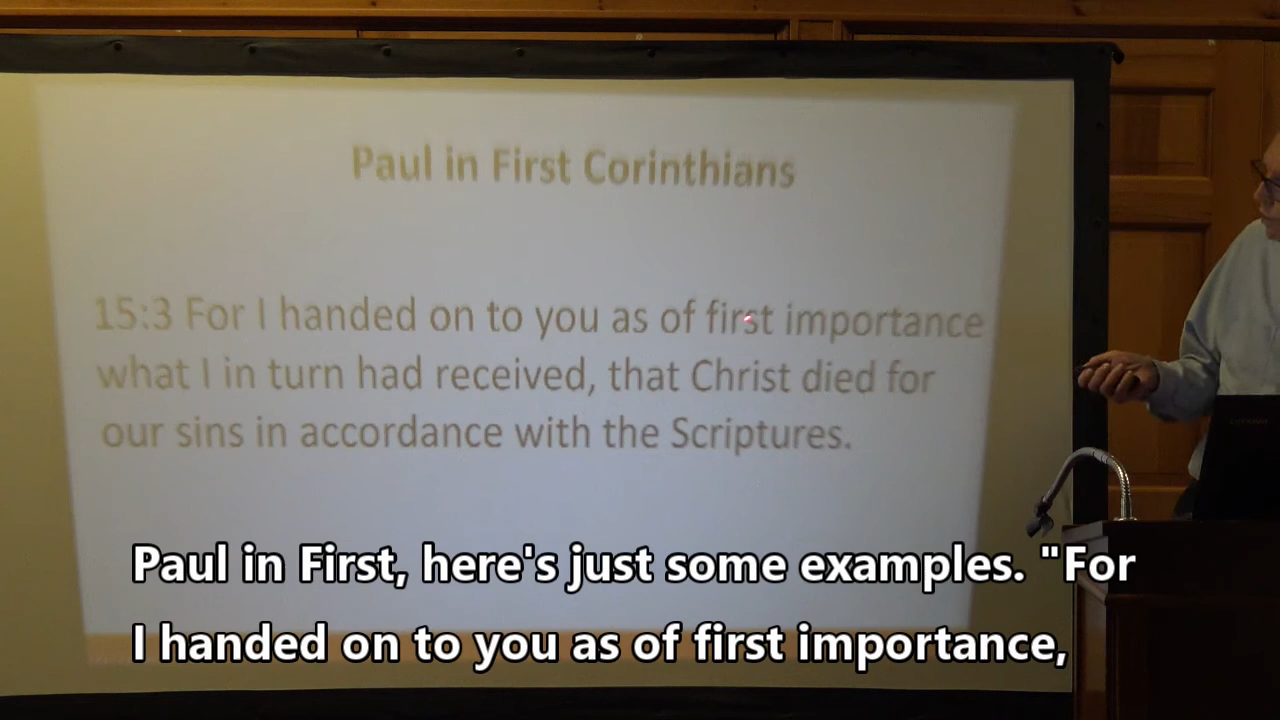 Paul in First Corinthians
15:3 For I handed on to you as of first importance
what I in turn had received, that Christ died for
our sins in accordance with the Scriptures.
Paul in First, here's just some examples. "For
I handed on to you as of first importance,